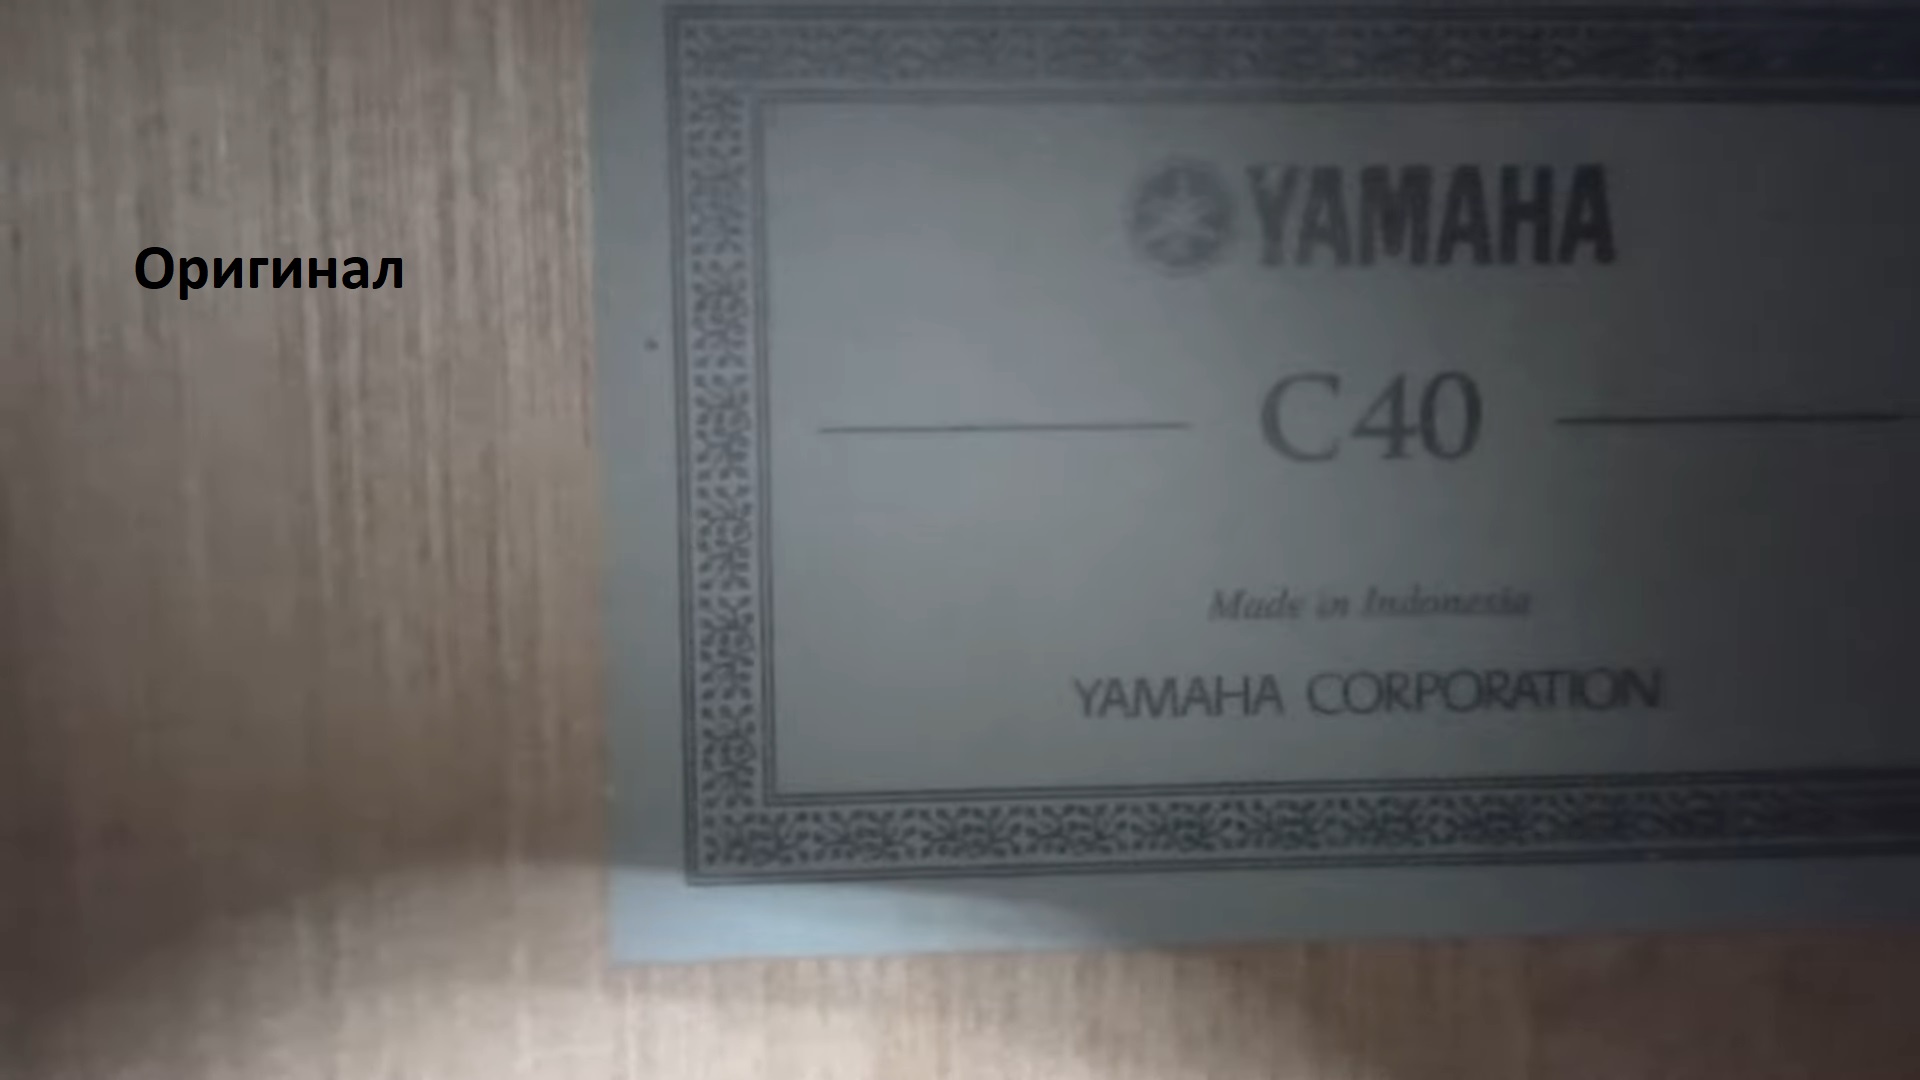 Оригинал
YAMAHA
C40
Made in Indonesia
YAMAHA CORPORATION